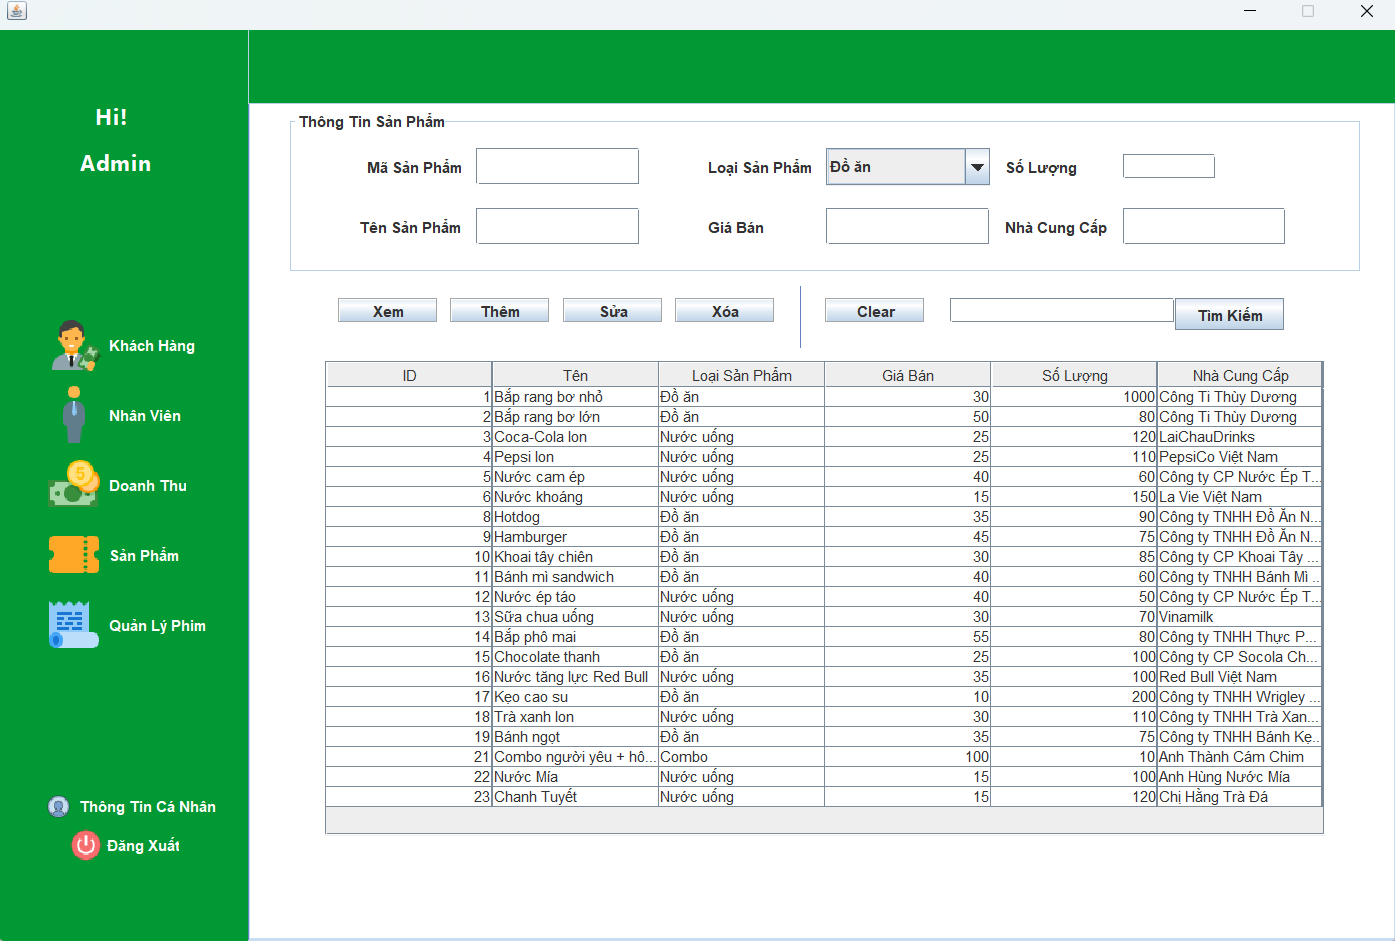 Hi!
Admin
Khách Hàng
Nhân Viên
5
Doanh Thu
Sản Phẩm
Quản Lý Phim
Thông Tin Cá Nhân
Đăng Xuất
Thông Tin Sản Phẩm
Mã Sản Phẩm Loại Sản Phẩm Đồ ăn Số Lượng
Tên Sản Phẩm Giá Bán Nhà Cung Cấp
Xem Thêm Sửa Xóa Clear Tìm Kiếm
ID Tên Loại Sản Phẩm Giá Bán Số Lượng Nhà Cung Cấp
1 Bắp rang bơ nhỏ Đồ ăn 30 1000 Công Ti Thùy Dương
2 Bắp rang bơ lớn Đồ ăn 50 80 Công Ti Thùy Dương
3 Coca-Cola lon Nước uống 25 120 LaiChauDrinks
4 Pepsi lon Nước uống 25 110 PepsiCo Việt Nam
5 Nước cam ép Nước uống 40 60 Công ty CP Nước Ép T...
6 Nước khoáng Nước uống 15 150 La Vie Việt Nam
8 Hotdog Đồ ăn 35 90 Công ty TNHH Đồ Ăn N...
9 Hamburger Đồ ăn 45 75 Công ty TNHH Đồ Ăn N...
10 Khoai tây chiên Đồ ăn 30 85 Công ty CP Khoai Tây ...
11 Bánh mì sandwich Đồ ăn 40 60 Công ty TNHH Bánh Mì ...
12 Nước ép táo Nước uống 40 50 Công ty CP Nước Ép T...
13 Sữa chua uống Nước uống 30 70 Vinamilk
14 Bắp phô mai Đồ ăn 55 80 Công ty TNHH Thực P...
15 Chocolate thanh Đồ ăn 25 100 Công ty CP Socola Ch...
16 Nước tăng lực Red Bull Nước uống 35 100 Red Bull Việt Nam
17 Kẹo cao su Đồ ăn 10 200 Công ty TNHH Wrigley ...
18 Trà xanh lon Nước uống 30 110 Công ty TNHH Trà Xan...
19 Bánh ngọt Đồ ăn 35 75 Công ty TNHH Bánh Kẹ...
21 Combo người yêu + hô... Combo 100 10 Anh Thành Cám Chim
22 Nước Mía Nước uống 15 100 Anh Hùng Nước Mía
23 Chanh Tuyết Nước uống 15 120 Chị Hằng Trà Đá